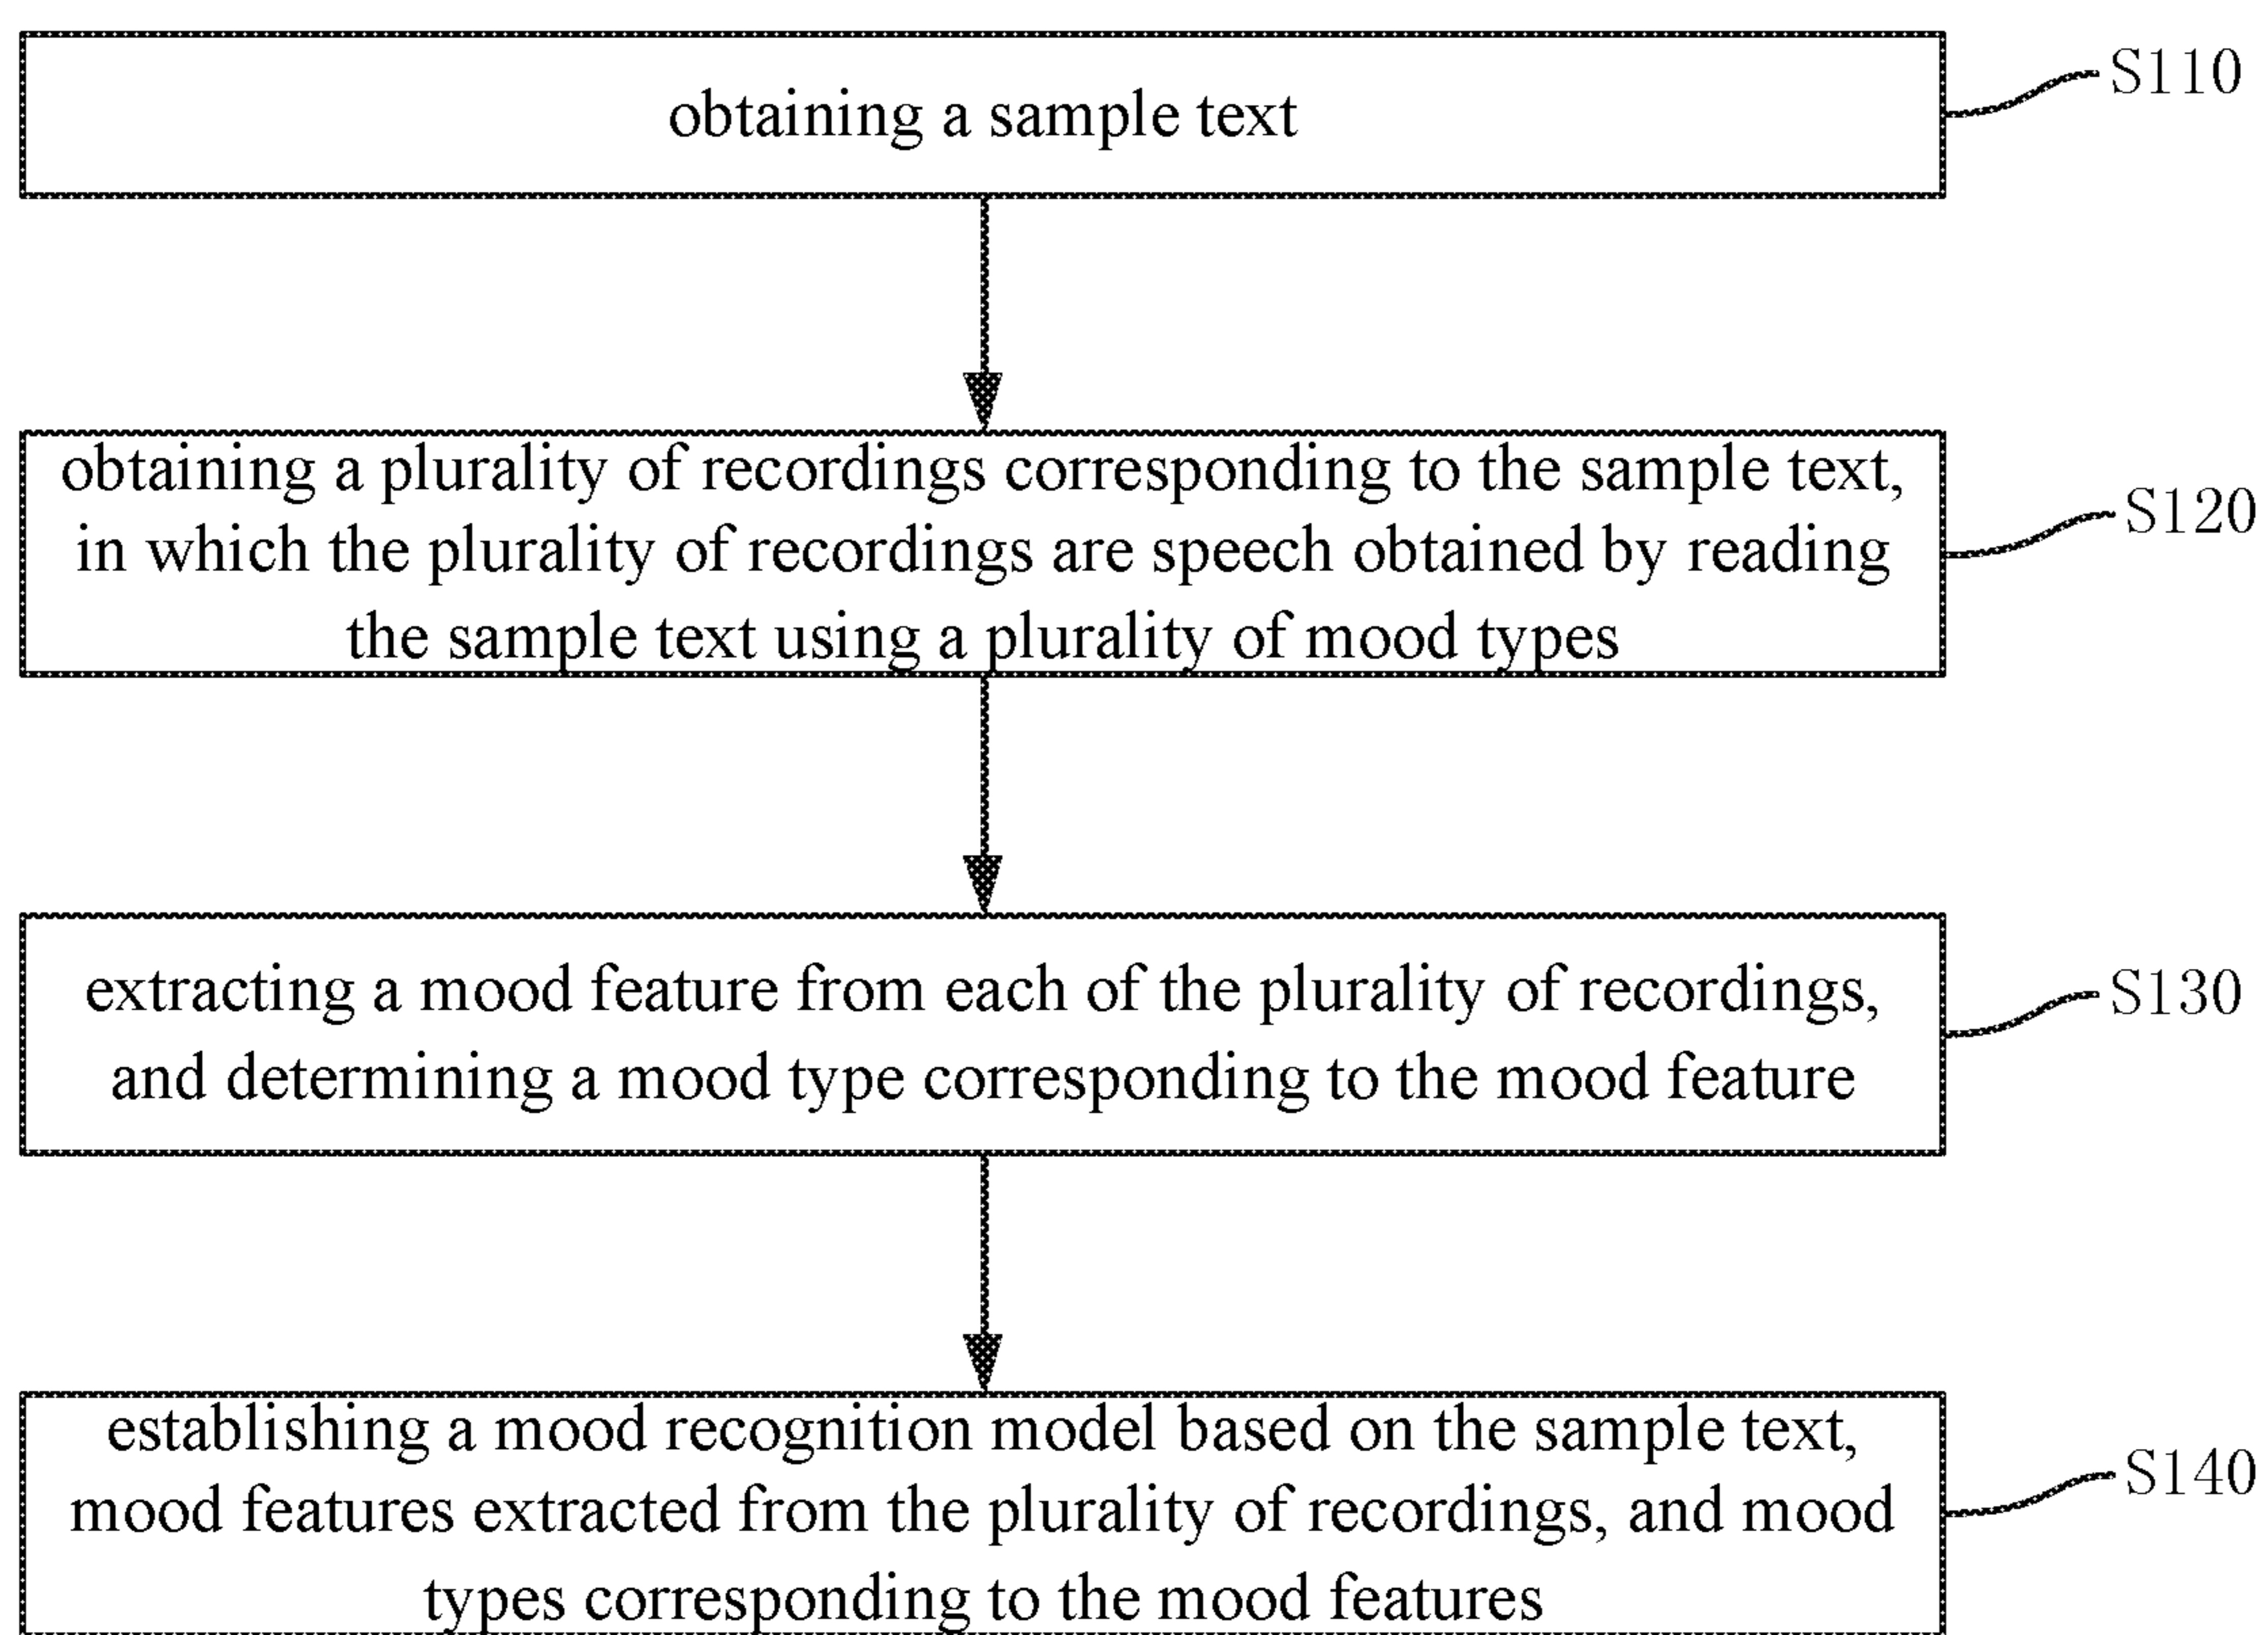 obtaining a sample text
S110
obtaining a plurality of recordings corresponding to the sample text,
in which the plurality of recordings are speech obtained by reading
the sample text using a plurality of mood types
S120
extracting a mood feature from each of the plurality of recordings,
and determining a mood type corresponding to the mood feature
S130
establishing a mood recognition model based on the sample text,
mood features extracted from the plurality of recordings, and mood
types corresponding to the mood features
S140